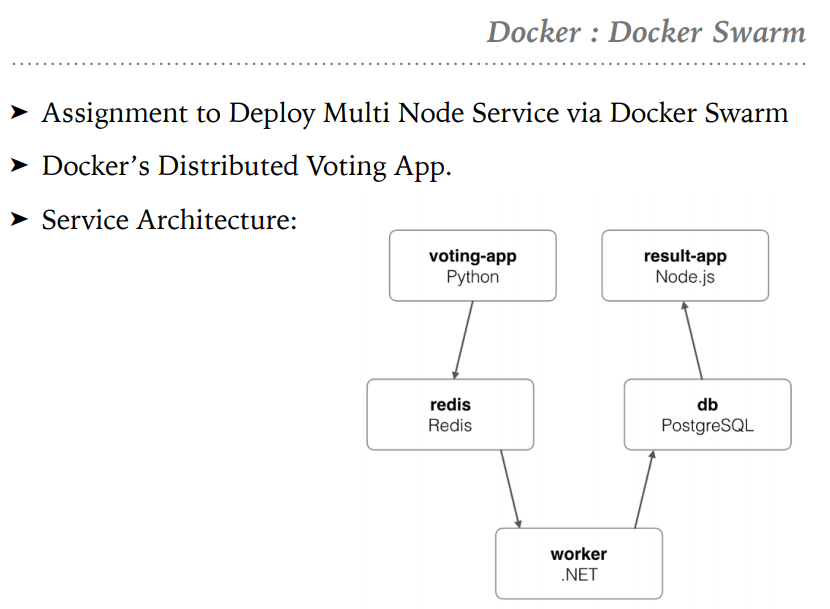 Docker : Docker Swarm
➤ Assignment to Deploy Multi Node Service via Docker Swarm
➤ Docker’s Distributed Voting App.
➤ Service Architecture:
voting-app
Python
result-app
Node.js
redis
Redis
db
PostgreSQL
worker
.NET